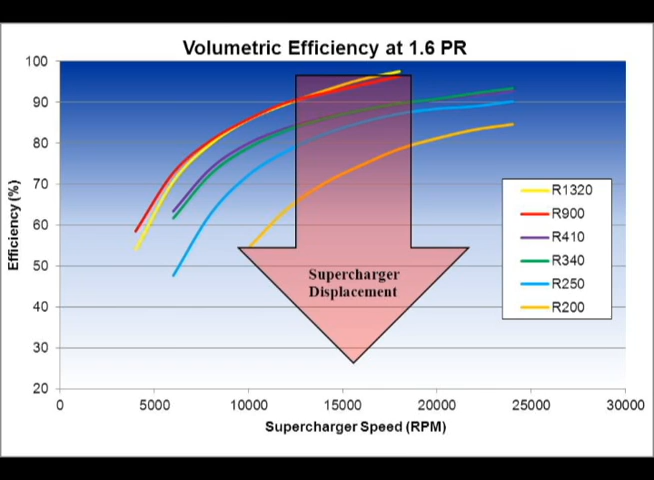 Volumetric Efficiency at 1.6 PR
100
90
80
70
60
50
40
30
20
Efficiency (%)
0
5000
10000
15000
20000
25000
30000
Supercharger Speed (RPM)
Supercharger
Displacement
R1320
R900
R410
R340
R250
R200